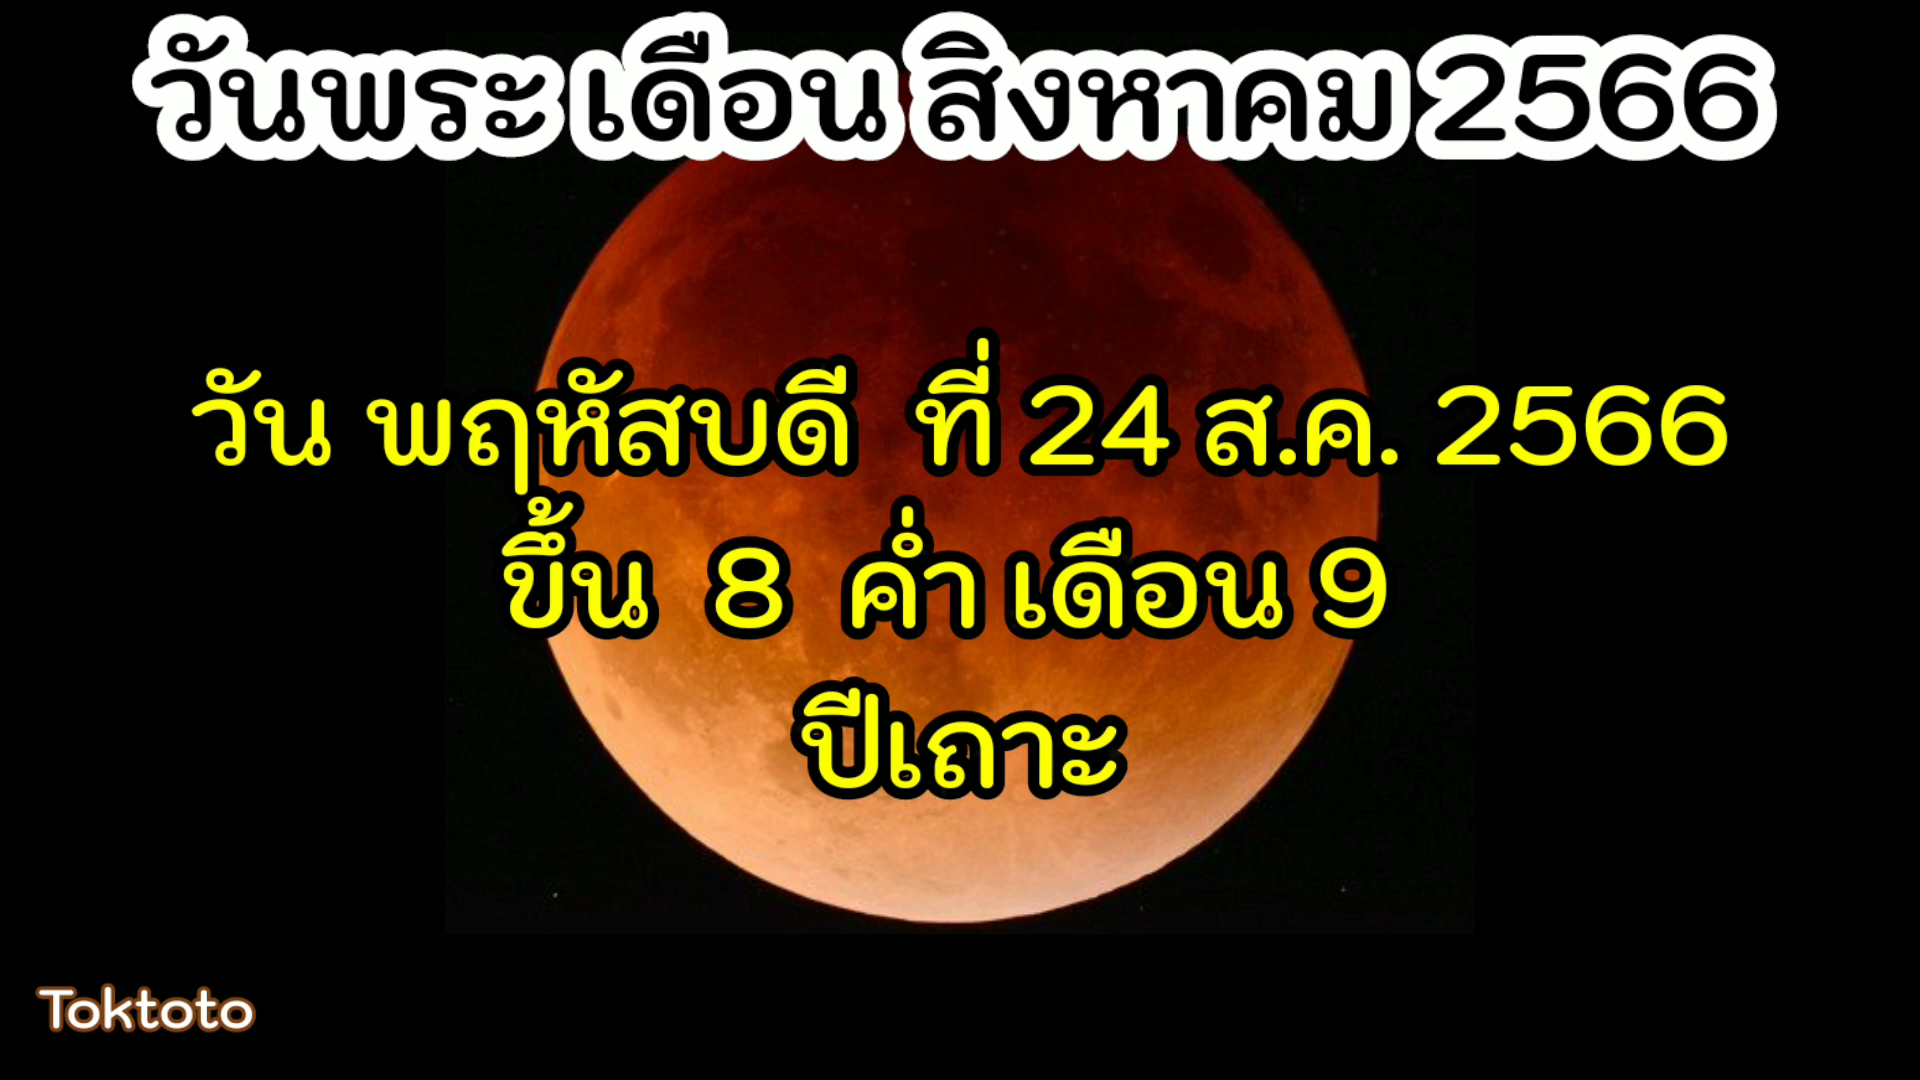 วันพระ เดือน สิงหาคม 2566
วัน พฤหัสบดี ที่ 24 ส.ค. 2566
ขึ้น 8 ค่ำ เดือน 9
ปีเถาะ
Toktoto